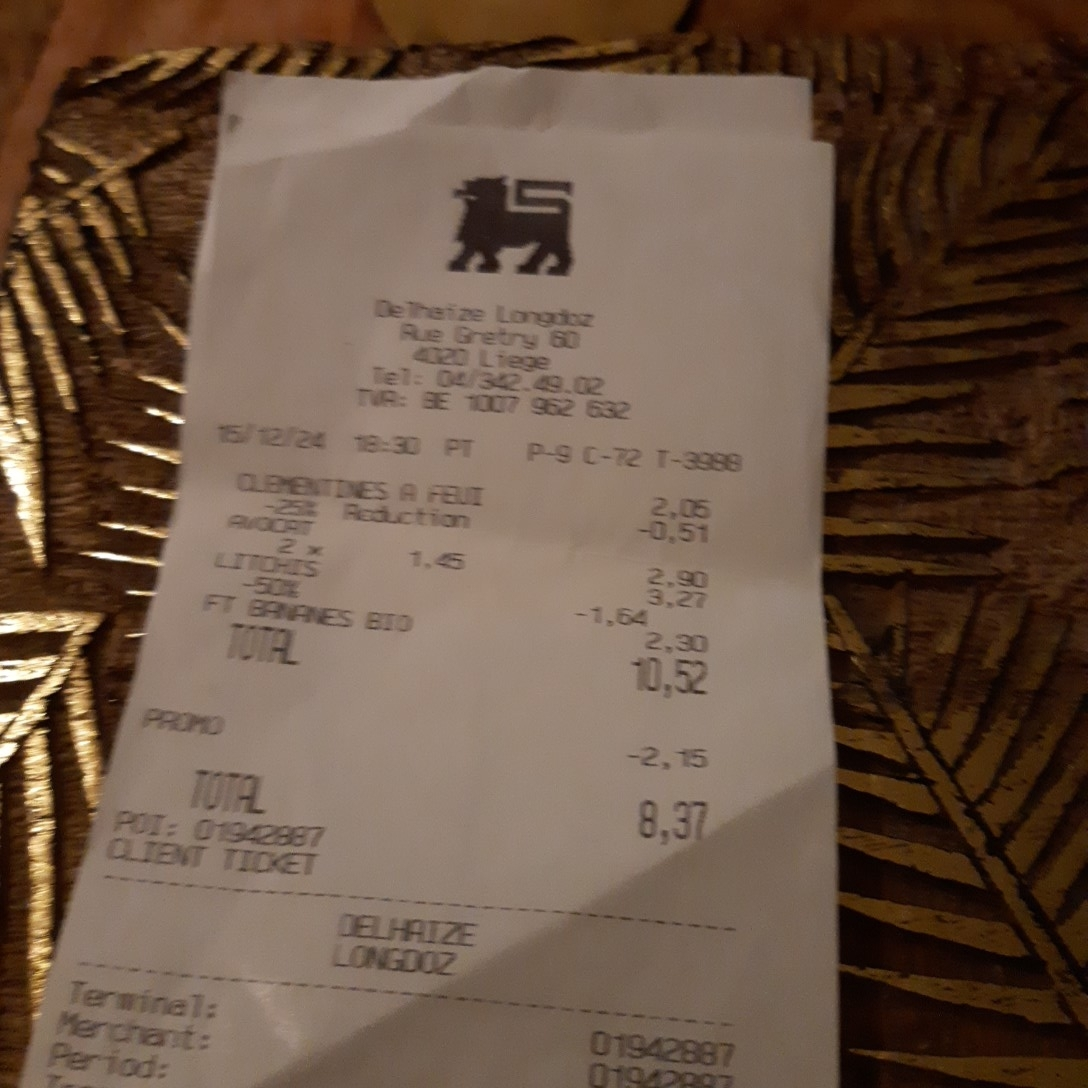 Delhaize Longdoz
Rue Gretry 60
4020 Liege
Tel: 04/342.49.02
TVA: BE 1007 962 632
15/12/24 18:30 PT P-9 C-72 T-3988
CLEMENTINES A FEUI 2,05
-25% Reduction -0,51
AVOCAT
2 x 1,45 2,90
LITCHIS 3,27
-50% -1,64
FT BANANES BIO 2,30
TOTAL 10,52
PROMO -2,15
TOTAL 8,37
POI: 01942887
CLIENT TICKET
DELHAIZE
LONGDOZ
Terminal: 01942887
Merchant: 01942887
Period: